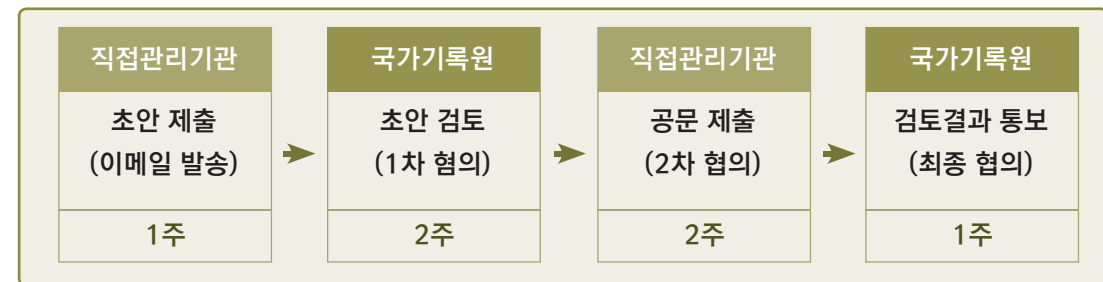 직접관리기관
초안 제출
(이메일 발송)
1주
국가기록원
초안 검토
(1차 혐의)
2주
직접관리기관
공문 제출
(2차 협의)
2주
국가기록원
검토결과 통보
(최종 협의)
1주